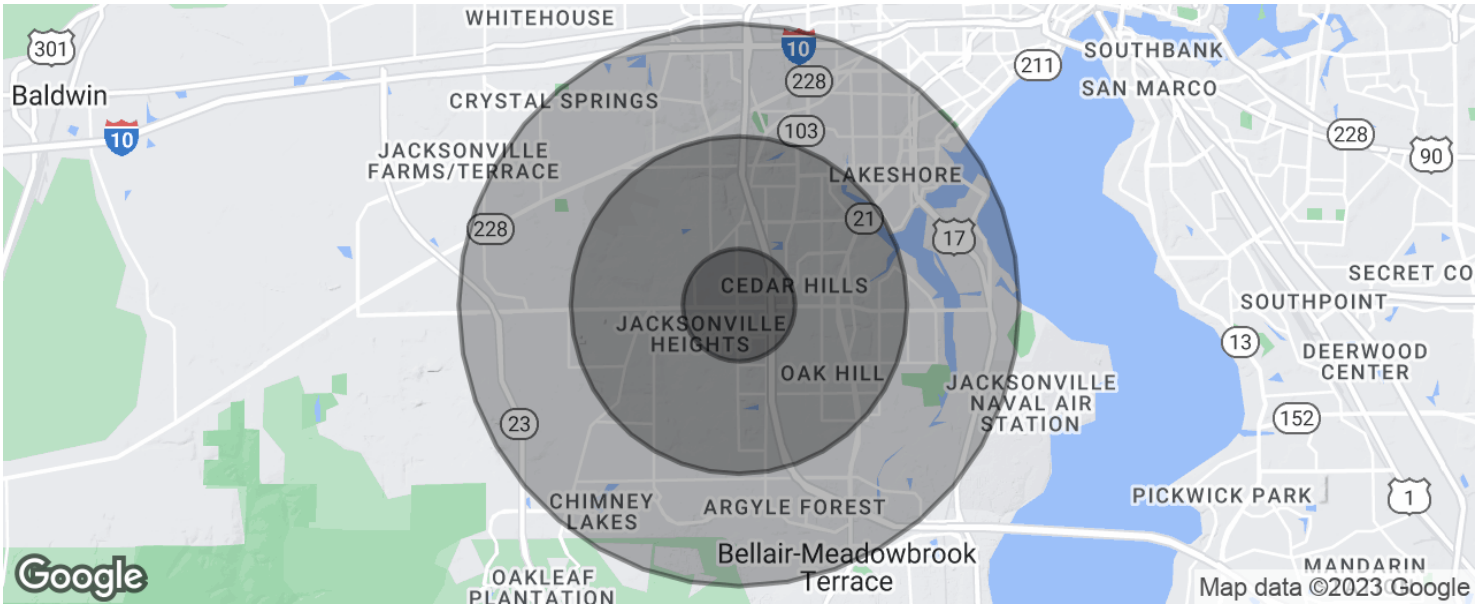 WHITEHOUSE
301
10
SOUTHBANK
211
228
SAN MARCO
Baldwin
CRYSTAL SPRINGS
103
10
228
90
JACKSONVILLE
FARMS/TERRACE
LAKESHORE
21
228
17
SECRET CO
CEDAR HILLS
SOUTHPOINT
JACKSONVILLE
HEIGHTS
13
DEERWOOD
CENTER
OAK HILL
JACKSONVILLE
NAVAL AIR
STATION
152
23
PICKWICK PARK
1
CHIMNEY
LAKES
ARGYLE FOREST
Bellair-Meadowbrook
Terrace
MANDARIN
OAKLEAF
PLANTATION
Google
Map data ©2023 Google